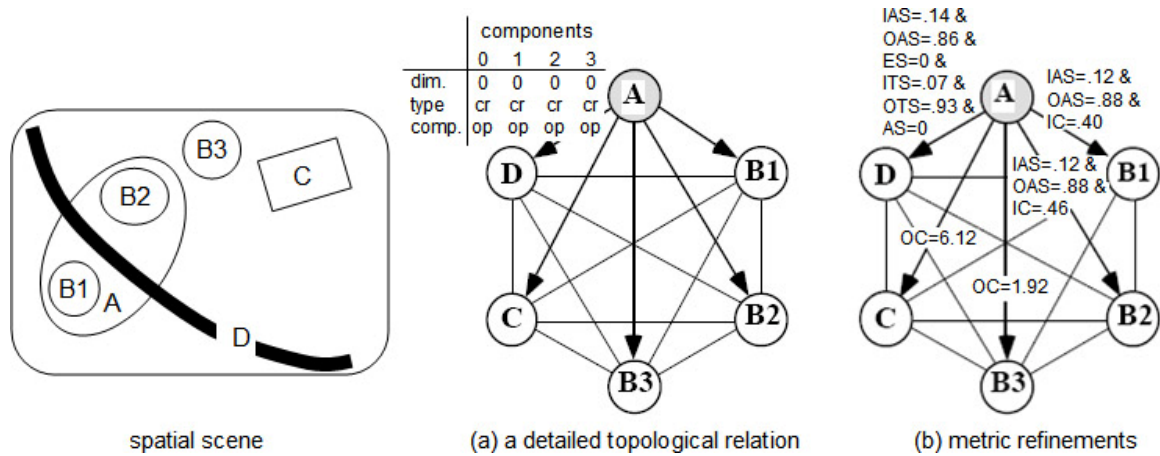 B3
C
B2
B1
A
D
spatial scene
components
0 1 2 3
dim. 0 0 0 0
type cr cr cr cr
comp. op op op op
A
D
B1
C
B2
B3
(a) a detailed topological relation
IAS=.14 &
OAS=.86 &
ES=0 &
ITS=.07 &
OTS=.93 &
AS=0
A
IAS=.12 &
OAS=.88 &
IC=.40
D
B1
IAS=.12 &
OAS=.88 &
IC=.46
OC=6.12
OC=1.92
C
B2
B3
(b) metric refinements